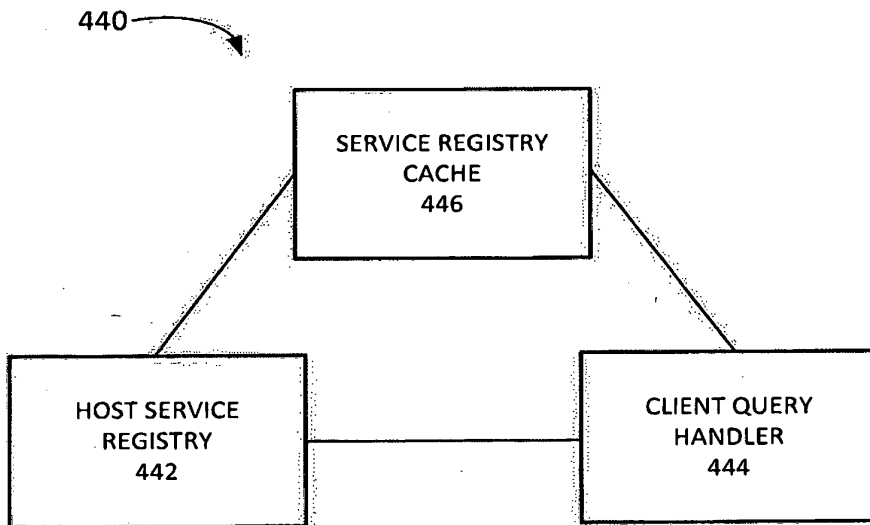 440
SERVICE REGISTRY
CACHE
446
HOST SERVICE
REGISTRY
442
CLIENT QUERY
HANDLER
444